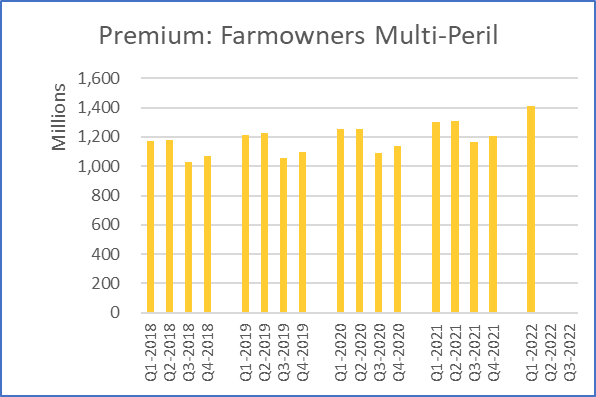 Premium: Farmowners Multi-Peril
Millions
1,600
1,400
1,200
1,000
800
600
400
200
0
Q1-2018
Q2-2018
Q3-2018
Q4-2018
Q1-2019
Q2-2019
Q3-2019
Q4-2019
Q1-2020
Q2-2020
Q3-2020
Q4-2020
Q1-2021
Q2-2021
Q3-2021
Q4-2021
Q1-2022
Q2-2022
Q3-2022